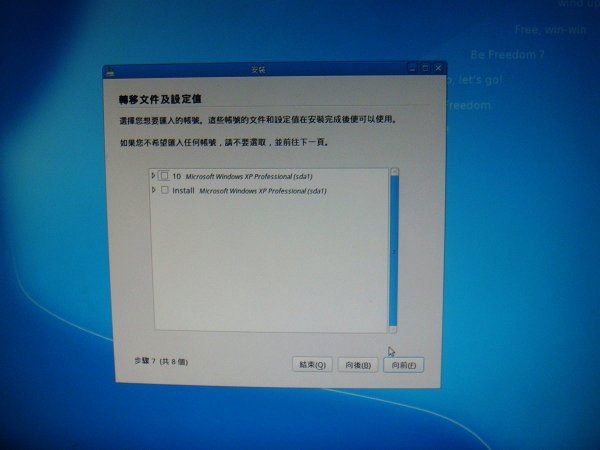 wind up
Free, win-win
Be Freedom ?
, let's go!
freedom.
安裝
轉移文件及設定值
選擇您想要匯入的帳號。這些帳號的文件和設定值在安裝完成後便可以使用。
如果您不希望匯入任何帳號，請不要選取，並前往下一頁。
10 Microsoft Windows XP Professional (sda1)
install Microsoft Windows XP Professional (sda1)
步驟 7 (共 8 個)
結束(Q)
向後(B)
向前(F)